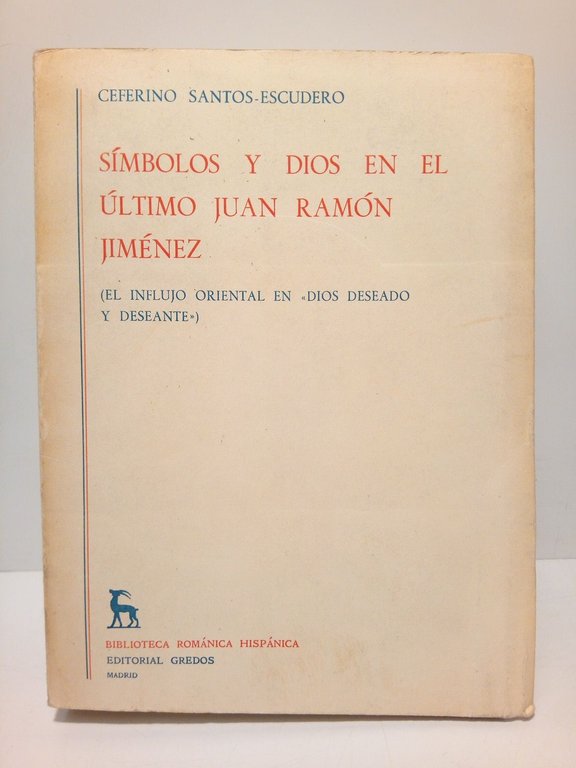 CEFERINO SANTOS-ESCUDERO
SÍMBOLOS Y DIOS EN EL
ÚLTIMO JUAN RAMÓN
JIMÉNEZ
(EL INFLUJO ORIENTAL EN «DIOS DESEADO
Y DESEANTE»)
BIBLIOTECA ROMÁNICA HISPÁNICA
EDITORIAL GREDOS
MADRID